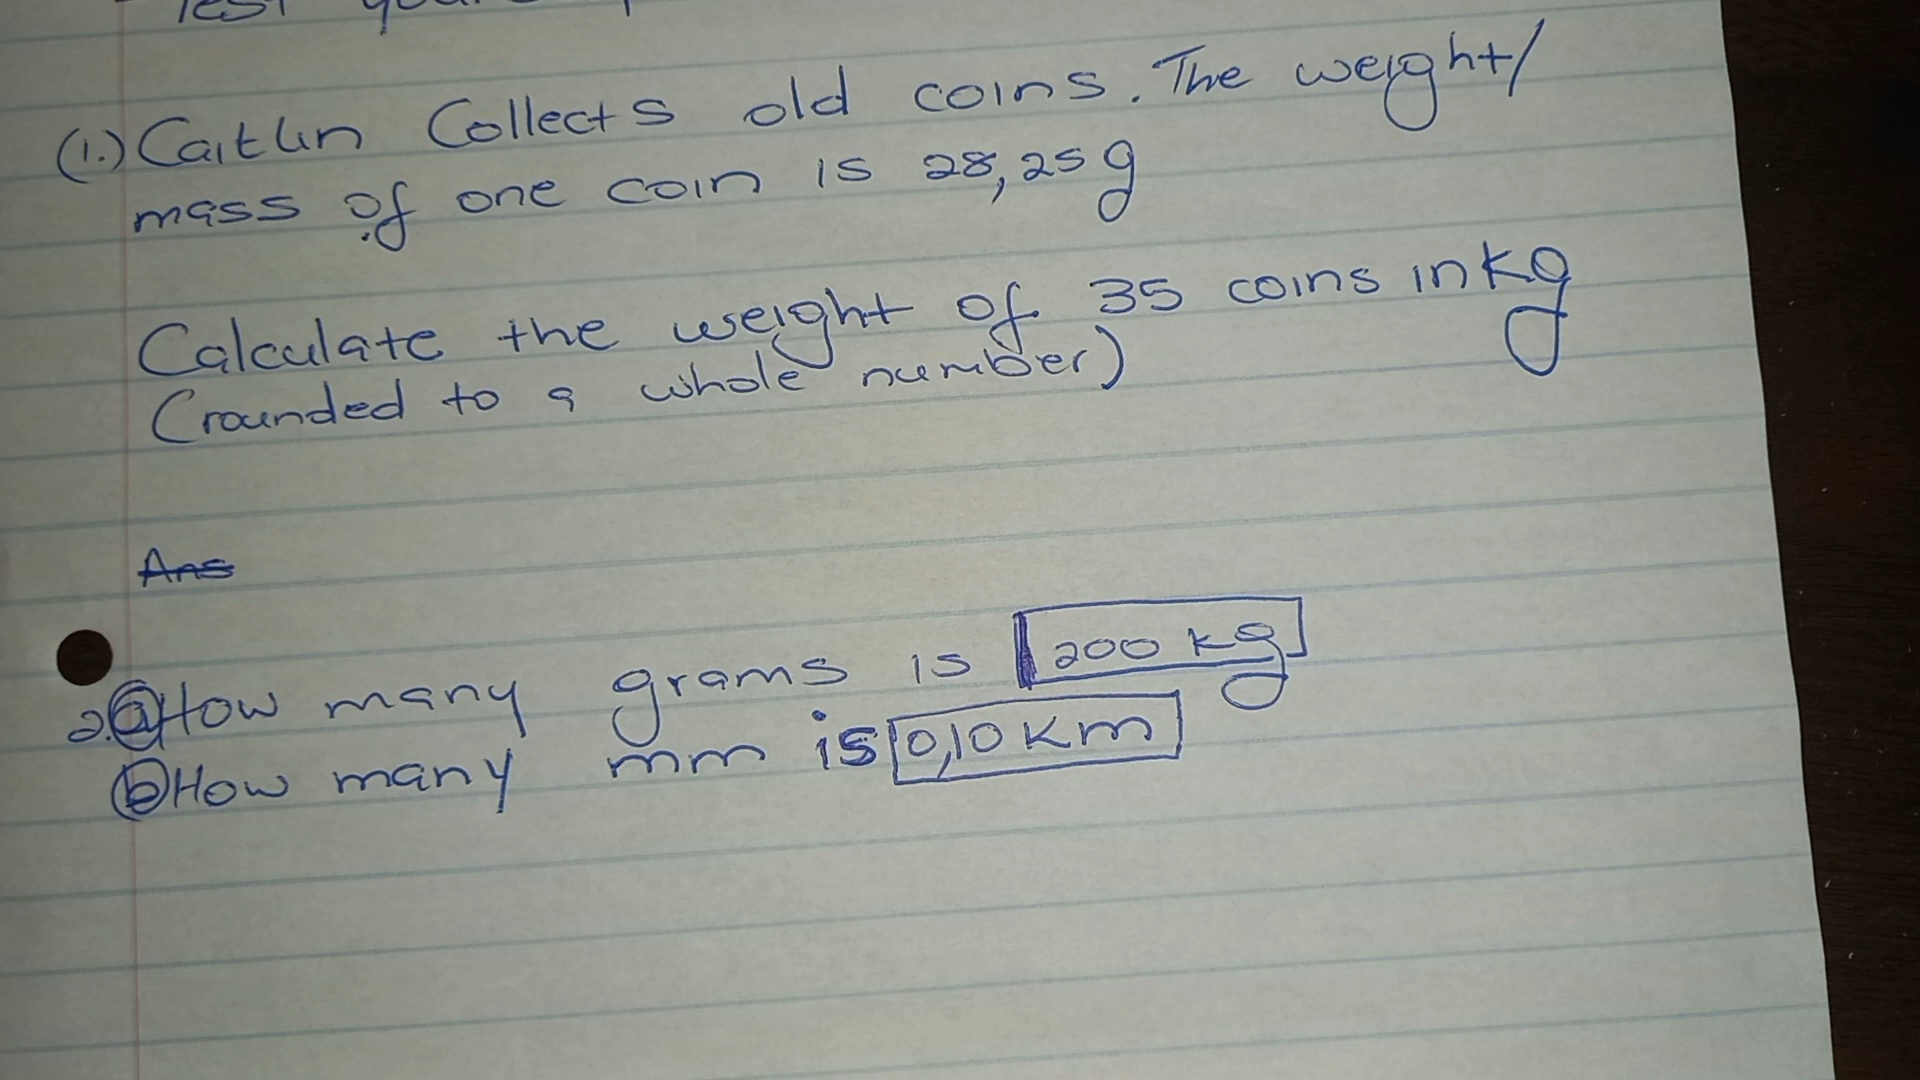 (1.) Caitlin Collects old coins. The weight/
mass of one coin is 28,25 g
Calculate the weight of 35 coins in kg
(rounded to a whole number)
Ans
2. (a) How many grams is 200 kg
(b) How many mm is 0,10 km